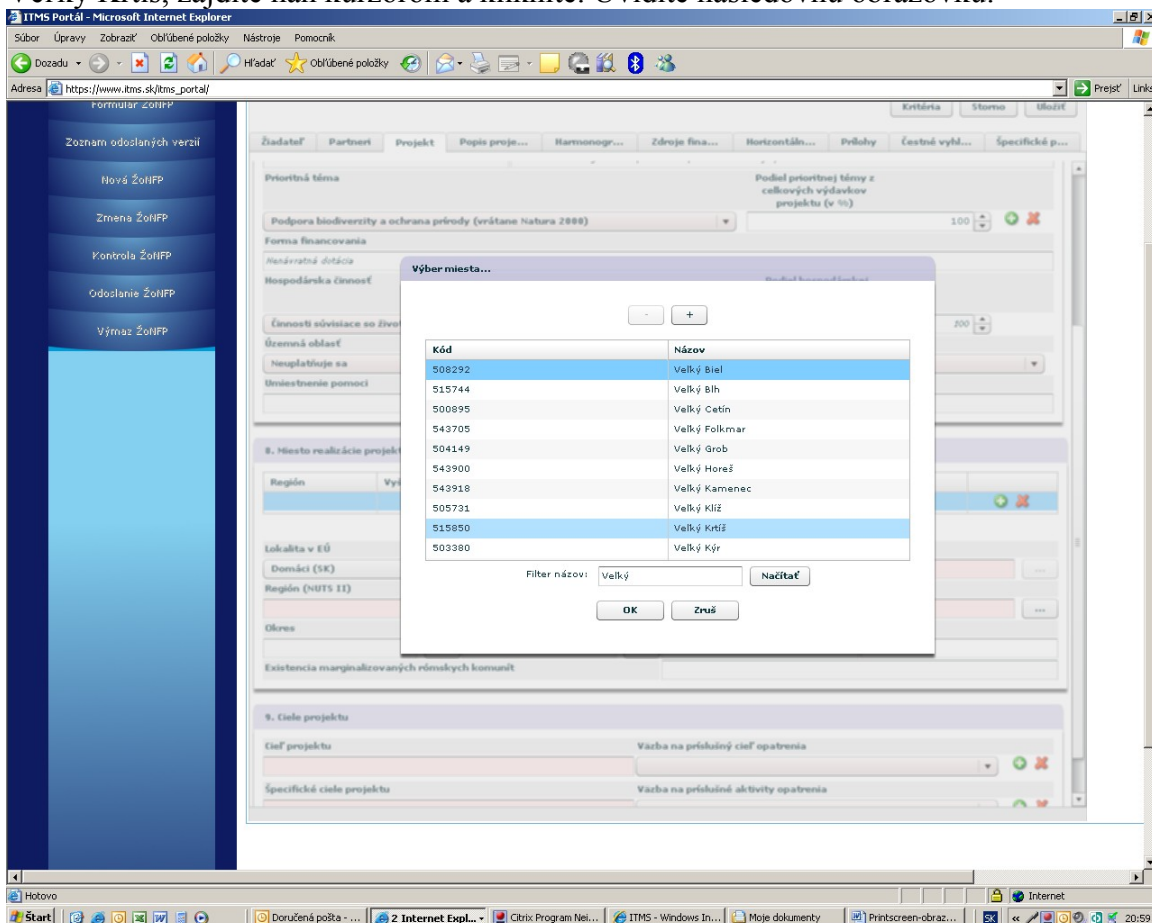 Veľký Krtíš, zájdite naň kurzorom a kliknite. Uvidíte nasledovnú obrazovku:
ITMS Portál - Microsoft Internet Explorer
Súbor Úpravy Zobraziť Obľúbené položky Nástroje Pomocník
Dozadu Hľadať Obľúbené položky
Adresa https://www.itms.sk/itms_portal/ Prejsť Links
Formulár ŽoNFP
Kritériá Storno Uložiť
Zoznam odoslaných verzií
Žiadateľ Partneri Projekt Popis proje... Harmonogr... Zdroje fina... Horizontáln... Prílohy Čestné vyhl... Špecifické p...
Nová ŽoNFP
Zmena ŽoNFP
Kontrola ŽoNFP
Odoslanie ŽoNFP
Výmaz ŽoNFP
Prioritná téma Podiel prioritnej témy z
celkových výdavkov
projektu (v %)
Podpora biodiverzity a ochrana prírody (vrátane Natura 2000) 100
Forma financovania
Nenávratná dotácia
Hospodárska činnosť
Činnosti súvisiace so život 200
Územná oblasť
Neuplatňuje sa
Umiestnenie pomoci
Výber miesta...
- +
Kód Názov
508292 Veľký Biel
515744 Veľký Blh
500895 Veľký Cetín
543705 Veľký Folkmar
504149 Veľký Grob
543900 Veľký Horeš
543918 Veľký Kamenec
505731 Veľký Klíž
515850 Veľký Krtíš
503380 Veľký Kýr
Filter názov: Veľký Načítať
OK Zruš
8. Miesto realizácie projekt
Región
Lokalita v EÚ
Domáci (SK) ...
Región (NUTS II)
...
Okres
Existencia marginalizovaných rómskych komunít
9. Ciele projektu
Cieľ projektu Väzba na príslušný cieľ opatrenia
Špecifické ciele projektu Väzba na príslušné aktivity opatrenia
Hotovo Internet
Štart Doručená pošta - ... 2 Internet Expl... Citrix Program Nei... ITMS - Windows In... Moje dokumenty Printscreen-obraz... SK « 20:59